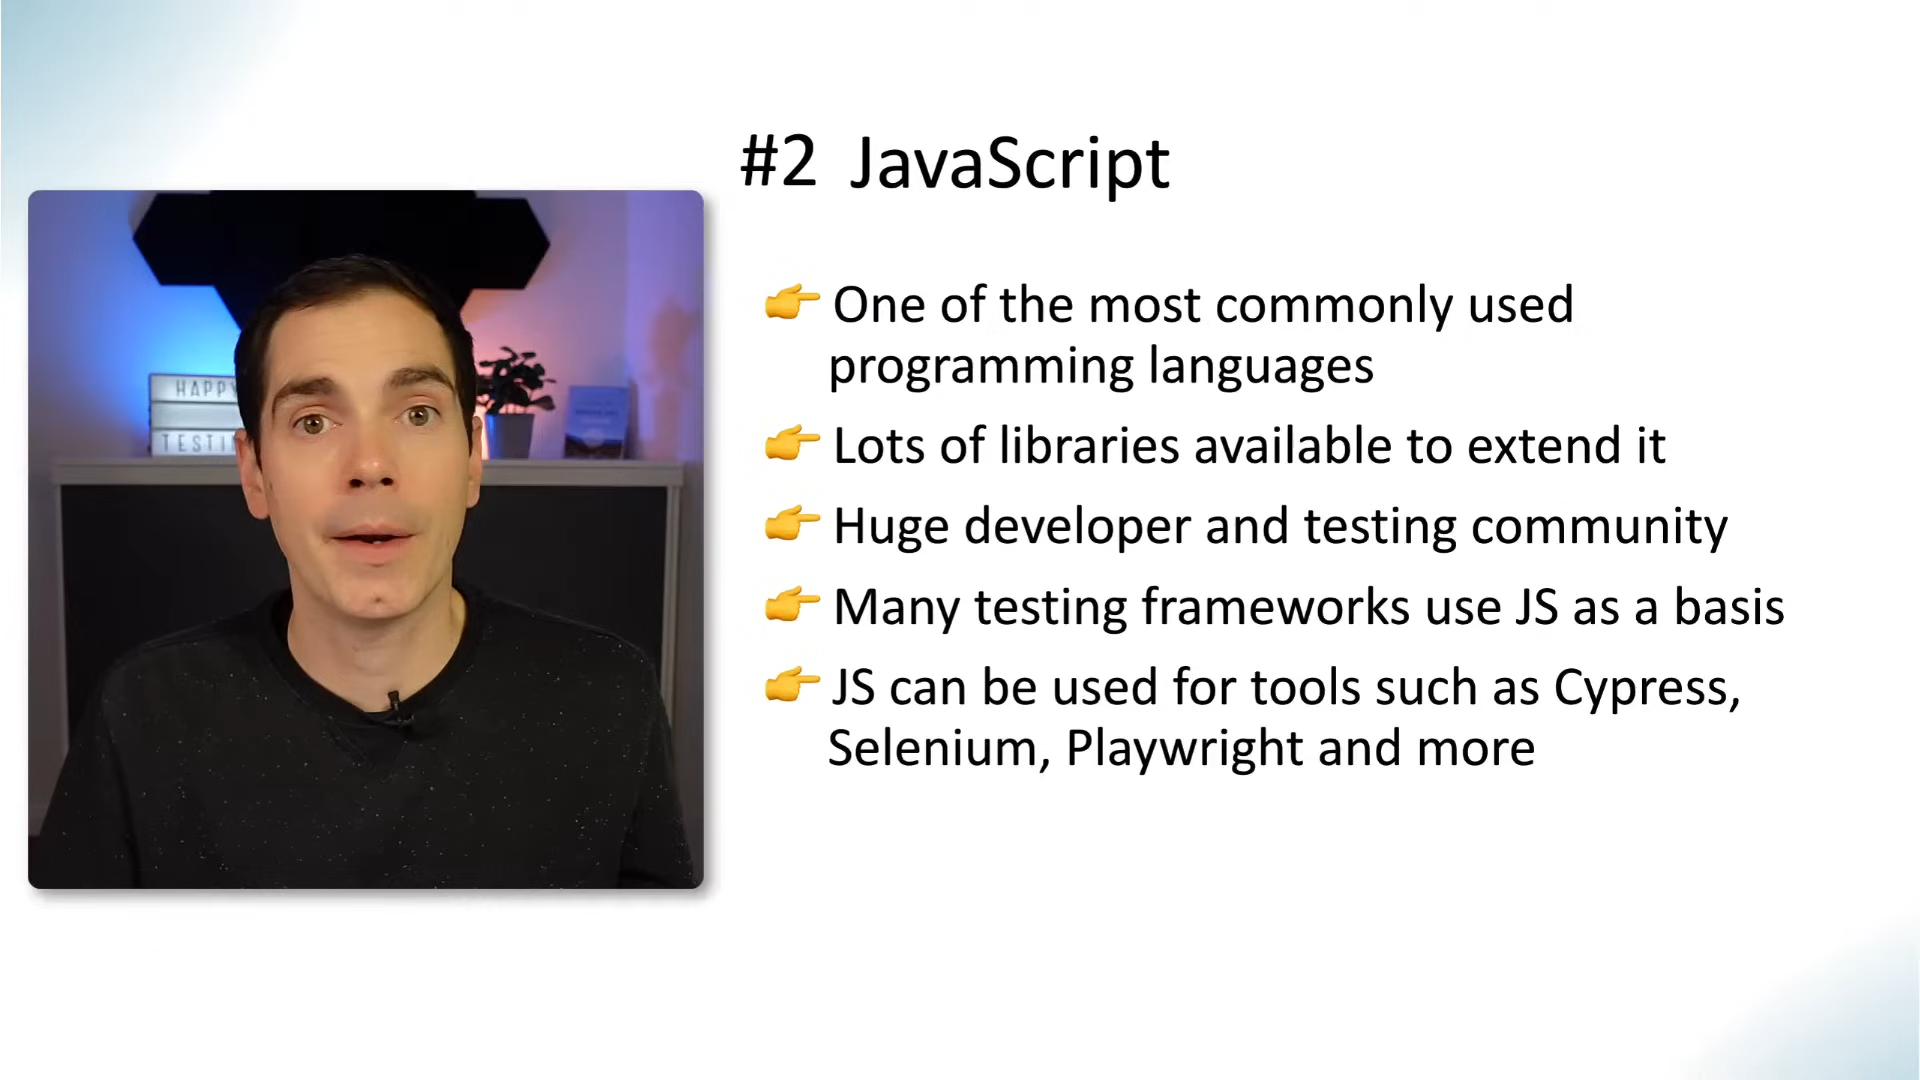 #2 JavaScript
👉 One of the most commonly used
programming languages
👉 Lots of libraries available to extend it
👉 Huge developer and testing community
👉 Many testing frameworks use JS as a basis
👉 JS can be used for tools such as Cypress,
Selenium, Playwright and more
HAPPY
TESTI